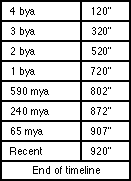 4 bya 120"
3 bya 320"
2 bya 520"
1 bya 720"
590 mya 802"
240 mya 872"
65 mya 907"
Recent 920"
End of timeline